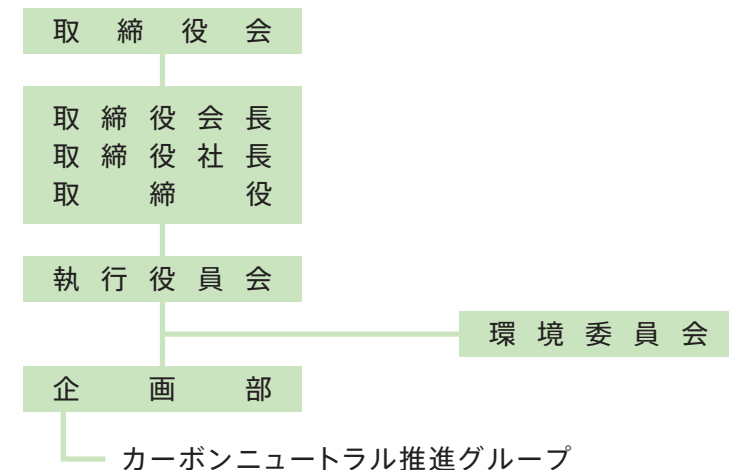 取締役会
取締役会長
取締役社長
取締役
執行役員会
環境委員会
企画部
カーボンニュートラル推進グループ